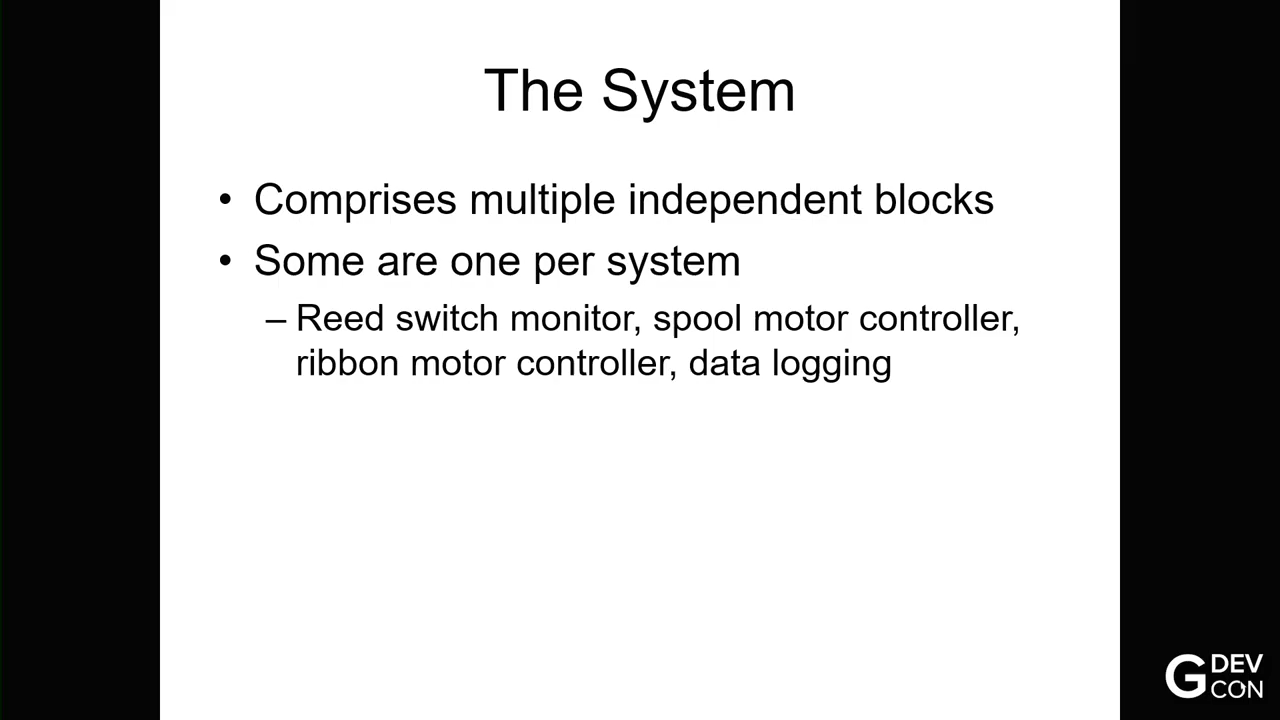 The System
• Comprises multiple independent blocks
• Some are one per system
– Reed switch monitor, spool motor controller,
ribbon motor controller, data logging
G DEV
CON